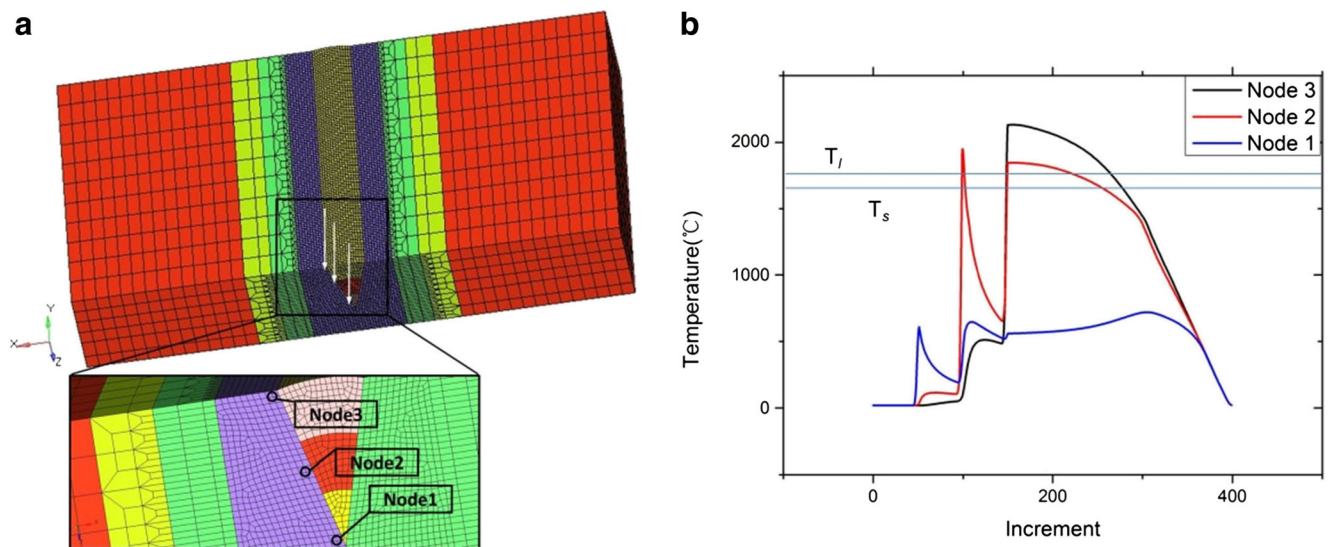 a
Y
X
Z
Node3
Node2
Node1
b
Node 3
Node 2
Node 1
2000
1000
0
Temperature(℃)
T_l
T_s
0
200
400
Increment